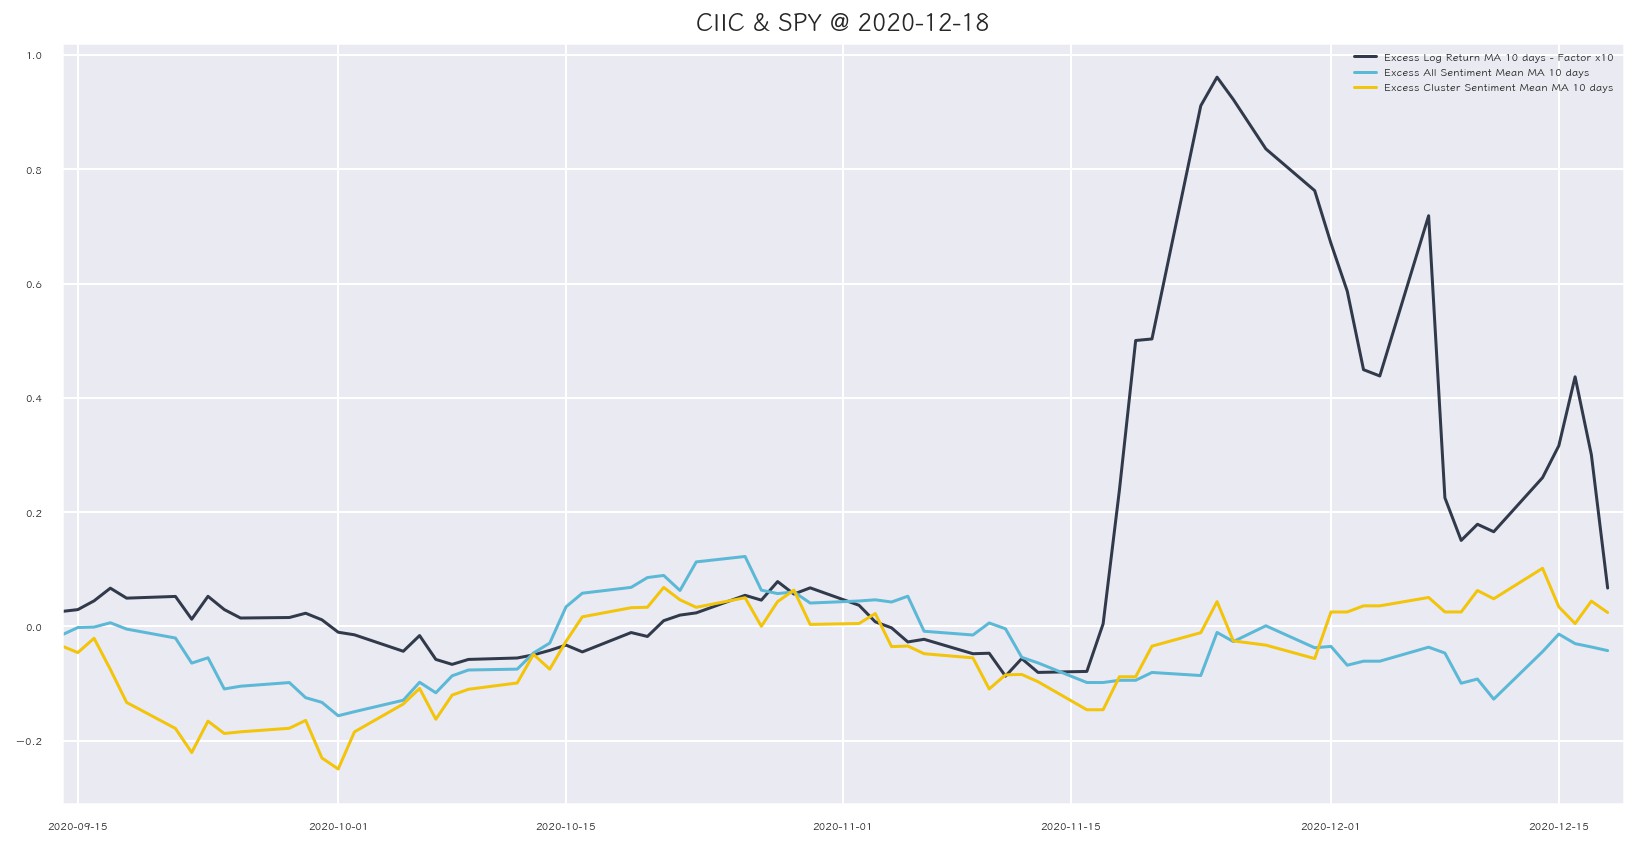 CIIC & SPY @ 2020-12-18
1.0
0.8
0.6
0.4
0.2
0.0
−0.2
Excess Log Return MA 10 days - Factor x10
Excess All Sentiment Mean MA 10 days
Excess Cluster Sentiment Mean MA 10 days
2020-09-15 2020-10-01 2020-10-15 2020-11-01 2020-11-15 2020-12-01 2020-12-15